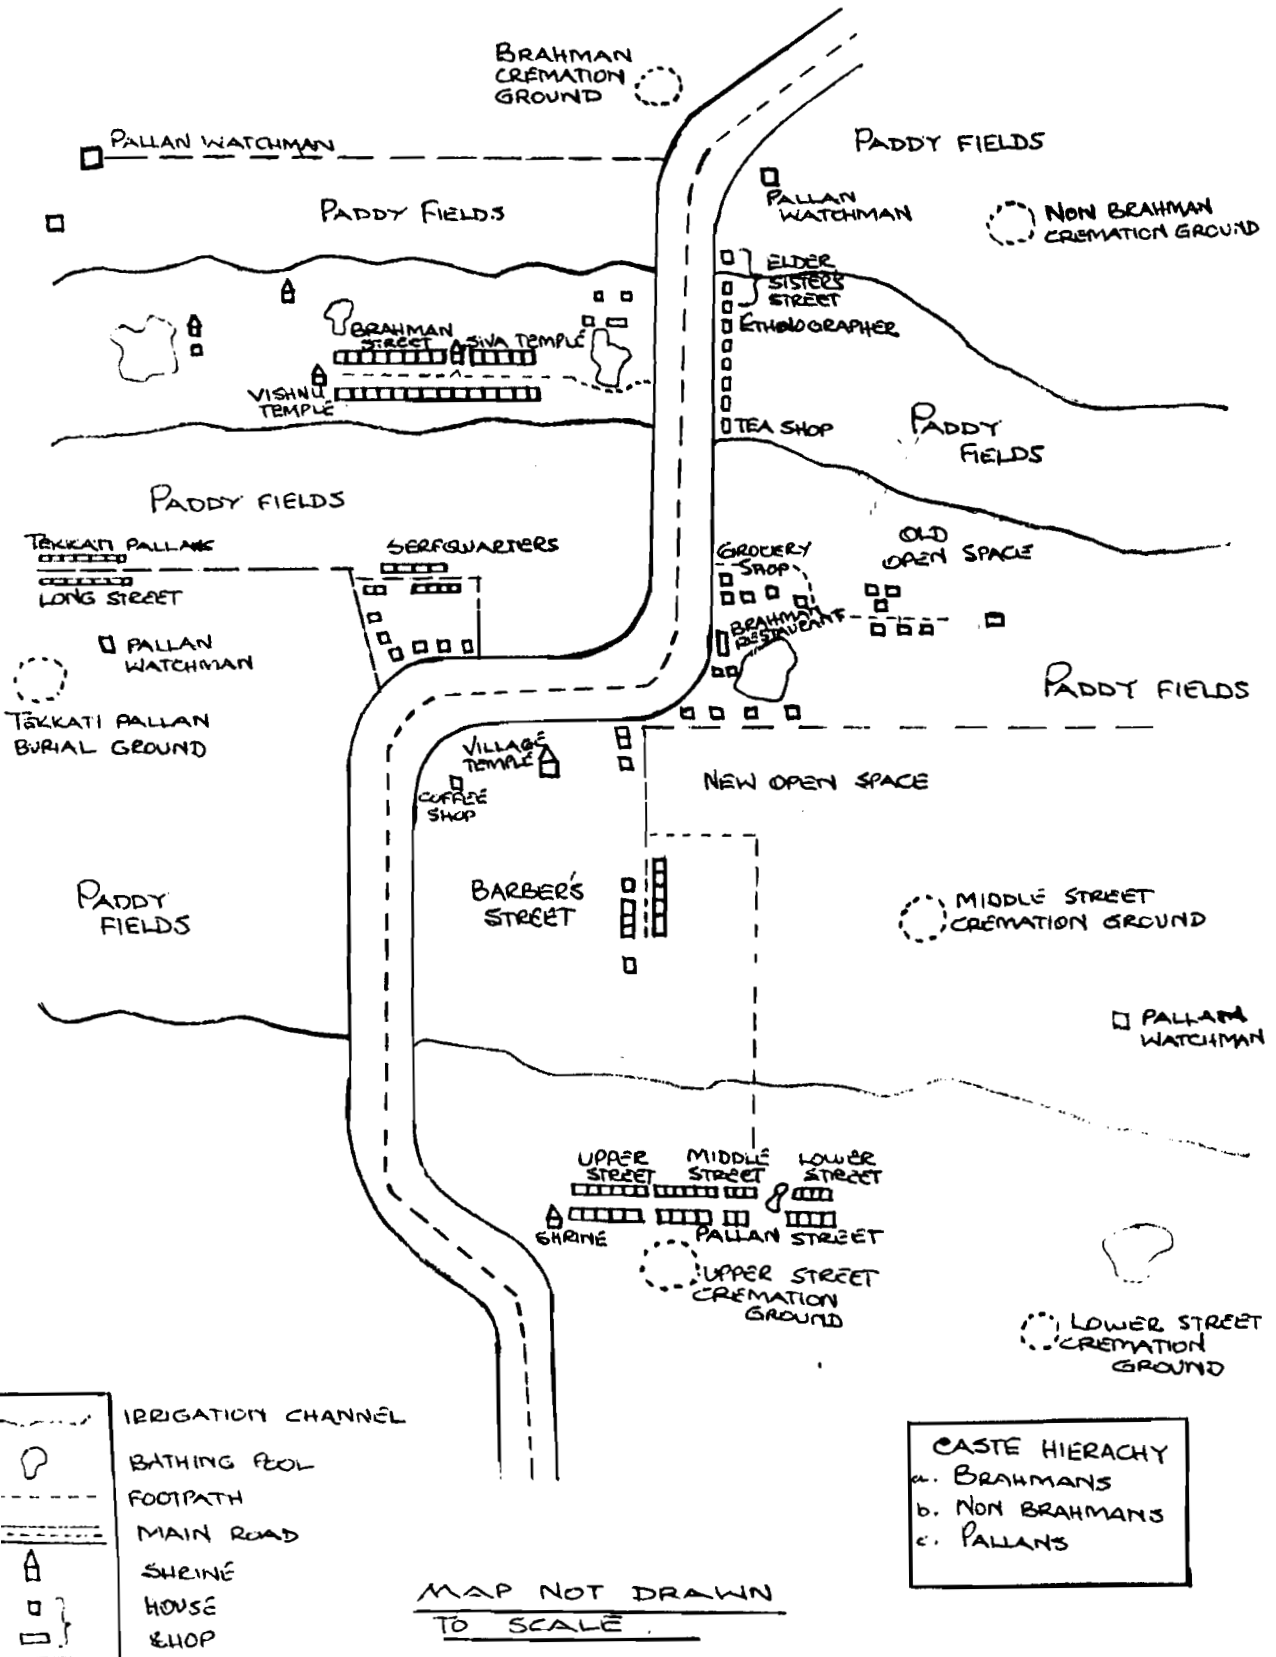 BRAHMAN
CREMATION
GROUND
PALLAN WATCHMAN
PADDY FIELDS
PALLAN
WATCHMAN
PADDY FIELDS
NON BRAHMAN
CREMATION GROUND
ELDER
SISTERS
STREET
ETHNOGRAPHER
BRAHMAN
STREET
SIVA TEMPLE
VISHNU
TEMPLE
TEA SHOP
PADDY
FIELDS
PADDY FIELDS
TEKKATI PALLANS
LONG STREET
SERFQUARTERS
GROCERY
SHOP
OLD
OPEN SPACE
BRAHMAN
RESTAURANT
PALLAN
WATCHMAN
TEKKATI PALLAN
BURIAL GROUND
PADDY FIELDS
VILLAGE
TEMPLE
COFFEE
SHOP
NEW OPEN SPACE
PADDY
FIELDS
BARBER'S
STREET
MIDDLE STREET
CREMATION GROUND
PALLAN
WATCHMAN
UPPER
STREET
MIDDLE
STREET
LOWER
STREET
SHRINE
PALLAN STREET
UPPER STREET
CREMATION
GROUND
LOWER STREET
CREMATION
GROUND
IRRIGATION CHANNEL
BATHING POOL
FOOTPATH
MAIN ROAD
SHRINE
HOUSE
SHOP
CASTE HIERACHY
a. BRAHMANS
b. NON BRAHMANS
c. PALLANS
MAP NOT DRAWN
TO SCALE.